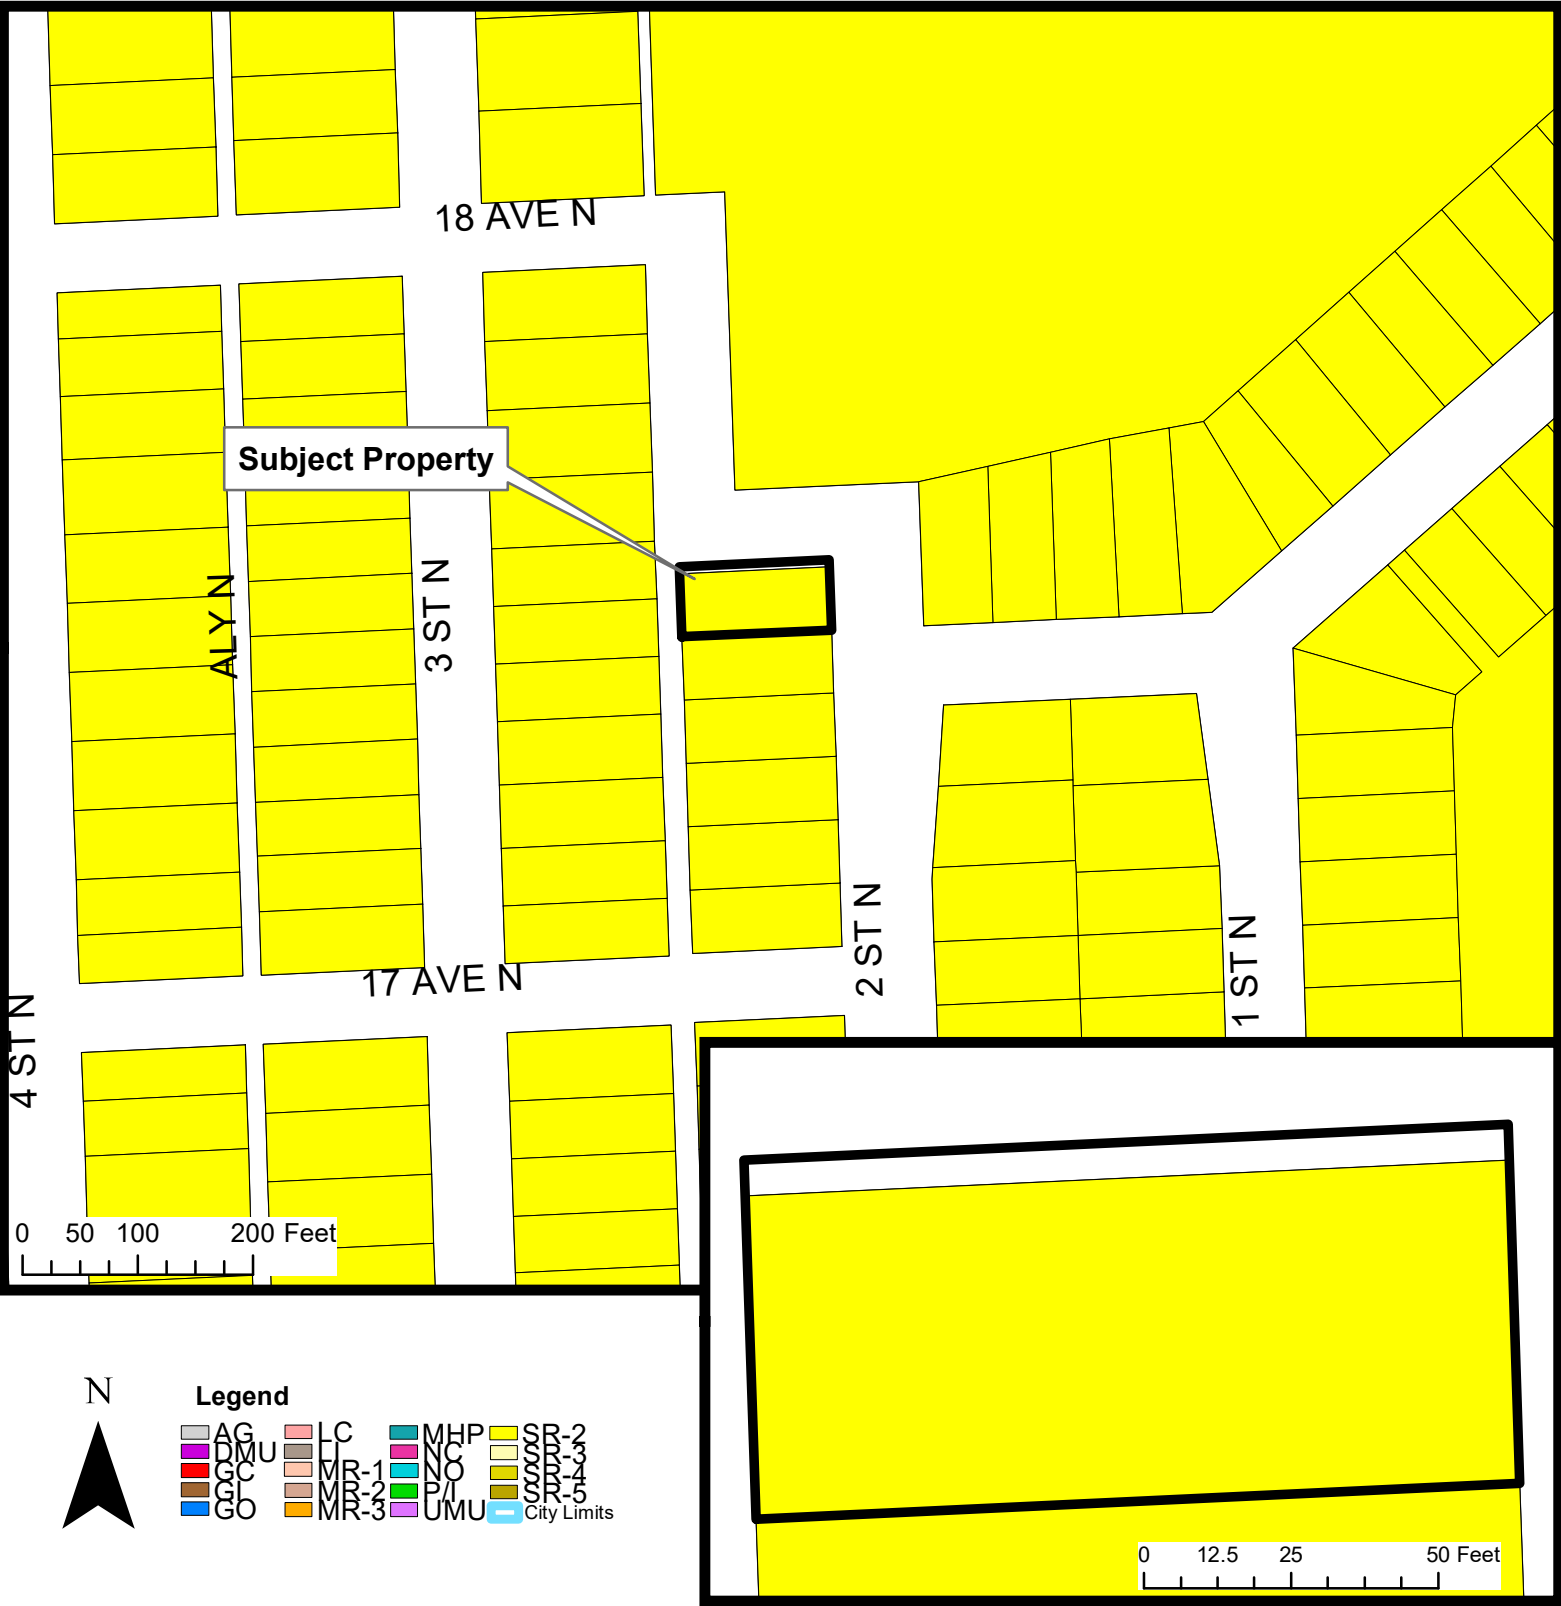 18 AVE N
Subject Property
ALY N
3 ST N
2 ST N
1 ST N
17 AVE N
4 ST N
0 50 100 200 Feet
N
Legend
AG
DMU
GC
GI
GO
LC
LI
MR-1
MR-2
MR-3
MHP
NC
NO
P/I
UMU
SR-2
SR-3
SR-4
SR-5
City Limits
0 12.5 25 50 Feet